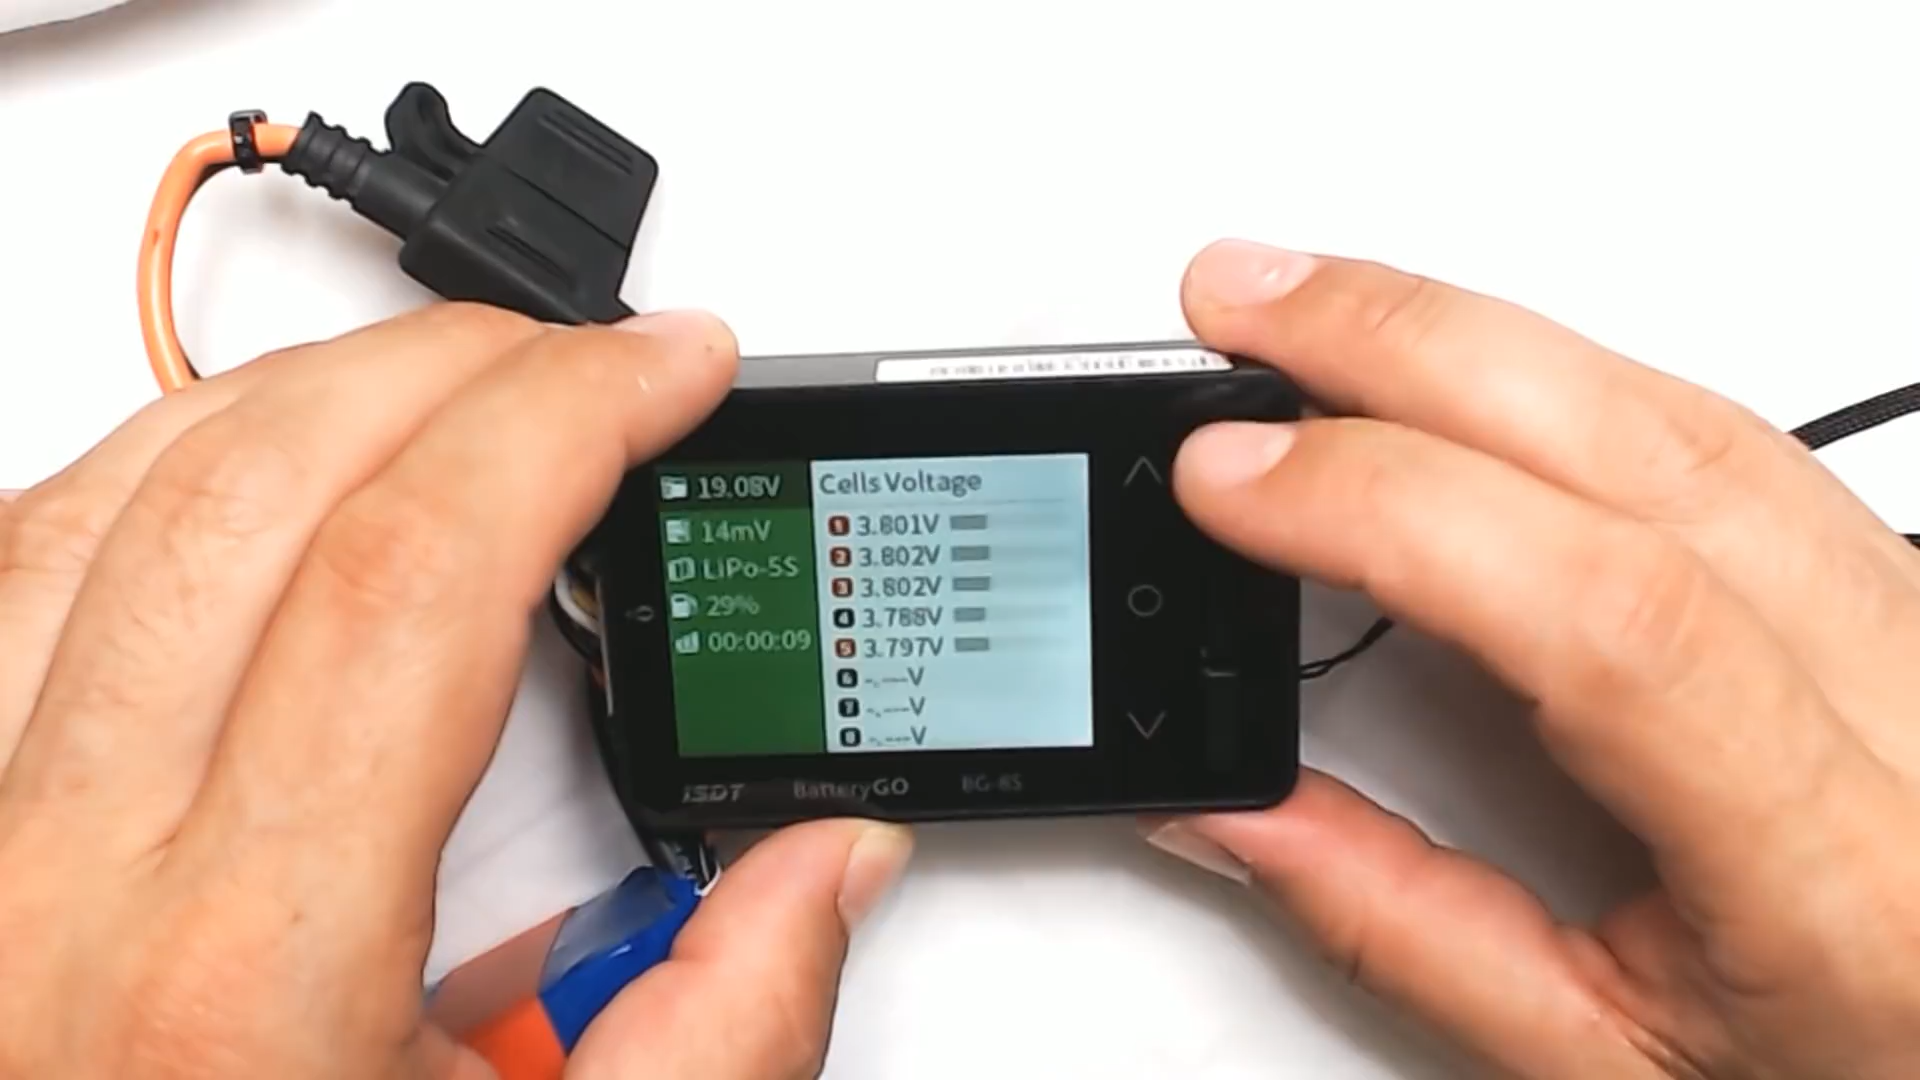 19.08V
14mV
LiPo-5S
29%
00:00:09
Cells Voltage
1 3.801V
2 3.802V
3 3.802V
4 3.788V
5 3.797V
6 -.---V
7 -.---V
8 -.---V
iSDT BatteryGO BG-8S